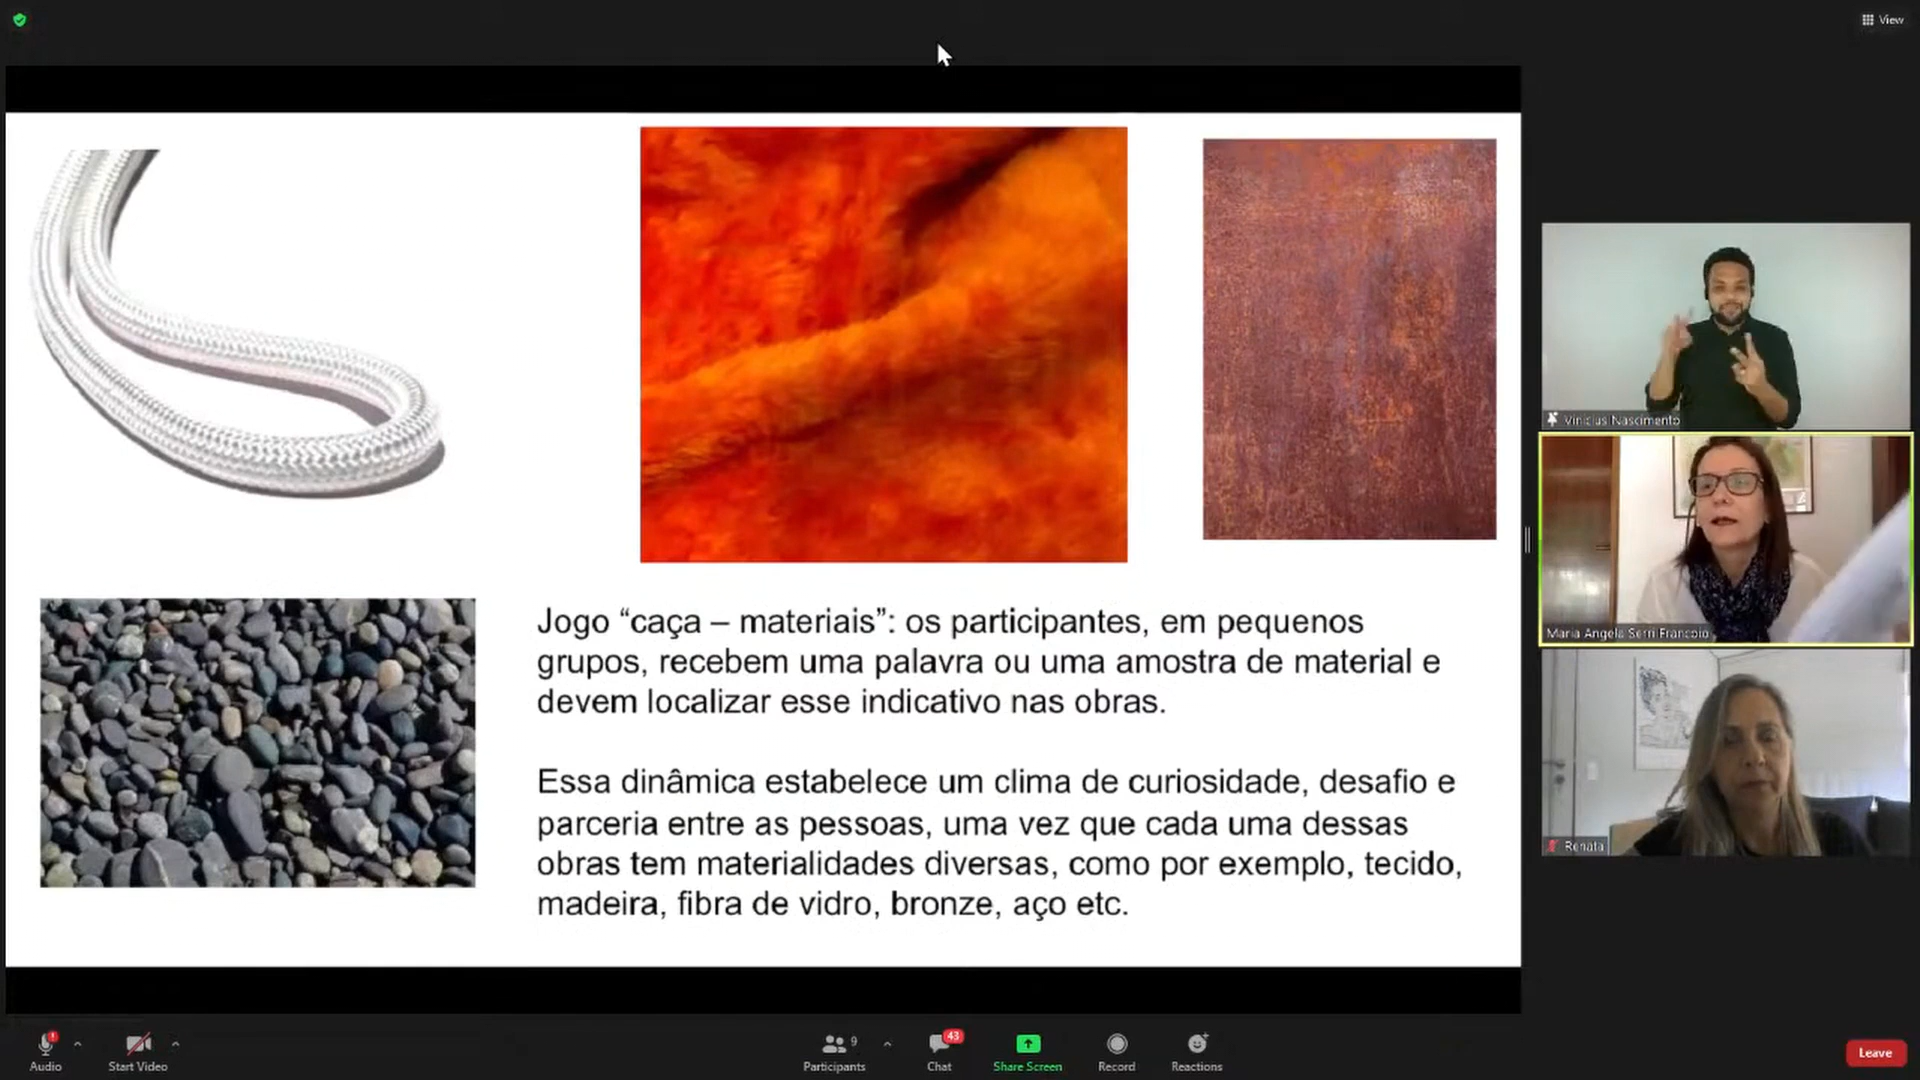 View
Jogo “caça – materiais”: os participantes, em pequenos
grupos, recebem uma palavra ou uma amostra de material e
devem localizar esse indicativo nas obras.
Essa dinâmica estabelece um clima de curiosidade, desafio e
parceria entre as pessoas, uma vez que cada uma dessas
obras tem materialidades diversas, como por exemplo, tecido,
madeira, fibra de vidro, bronze, aço etc.
Vinicius Nascimento
Maria Angela Serri Francoio
Renata
Audio
Start Video
Participants
9
Chat
43
Share Screen
Record
Reactions
Leave